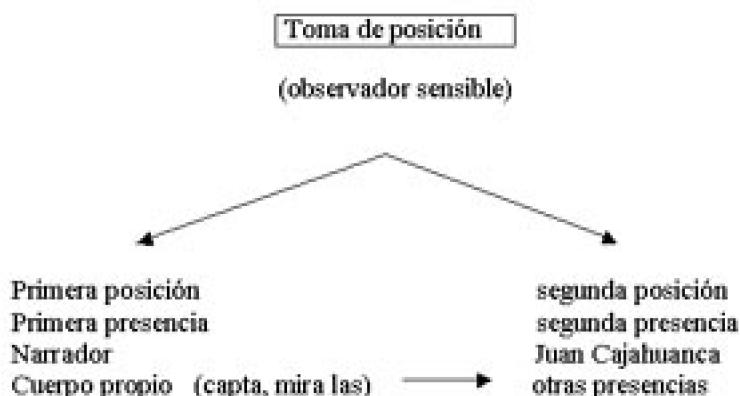 Toma de posición
(observador sensible)
Primera posición
Primera presencia
Narrador
Cuerpo propio (capta, mira las)
segunda posición
segunda presencia
Juan Cajahuanca
otras presencias